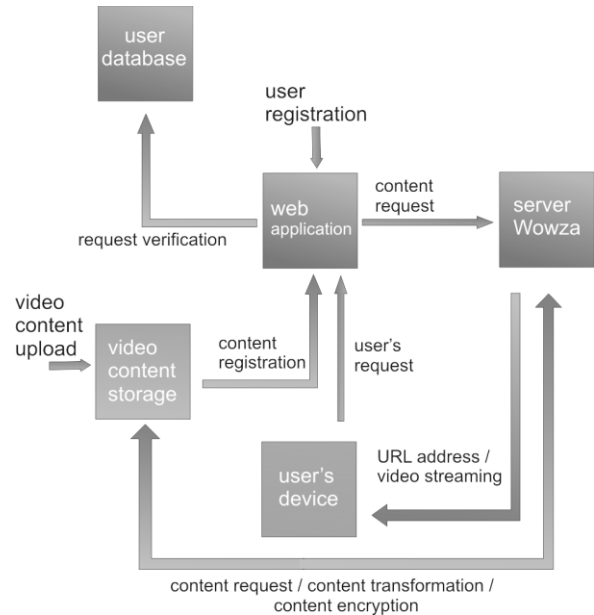 user
database
user
registration
web
application
content
request
server
Wowza
request verification
video
content
upload
video
content
storage
content
registration
user's
request
user's
device
URL address /
video streaming
content request / content transformation /
content encryption